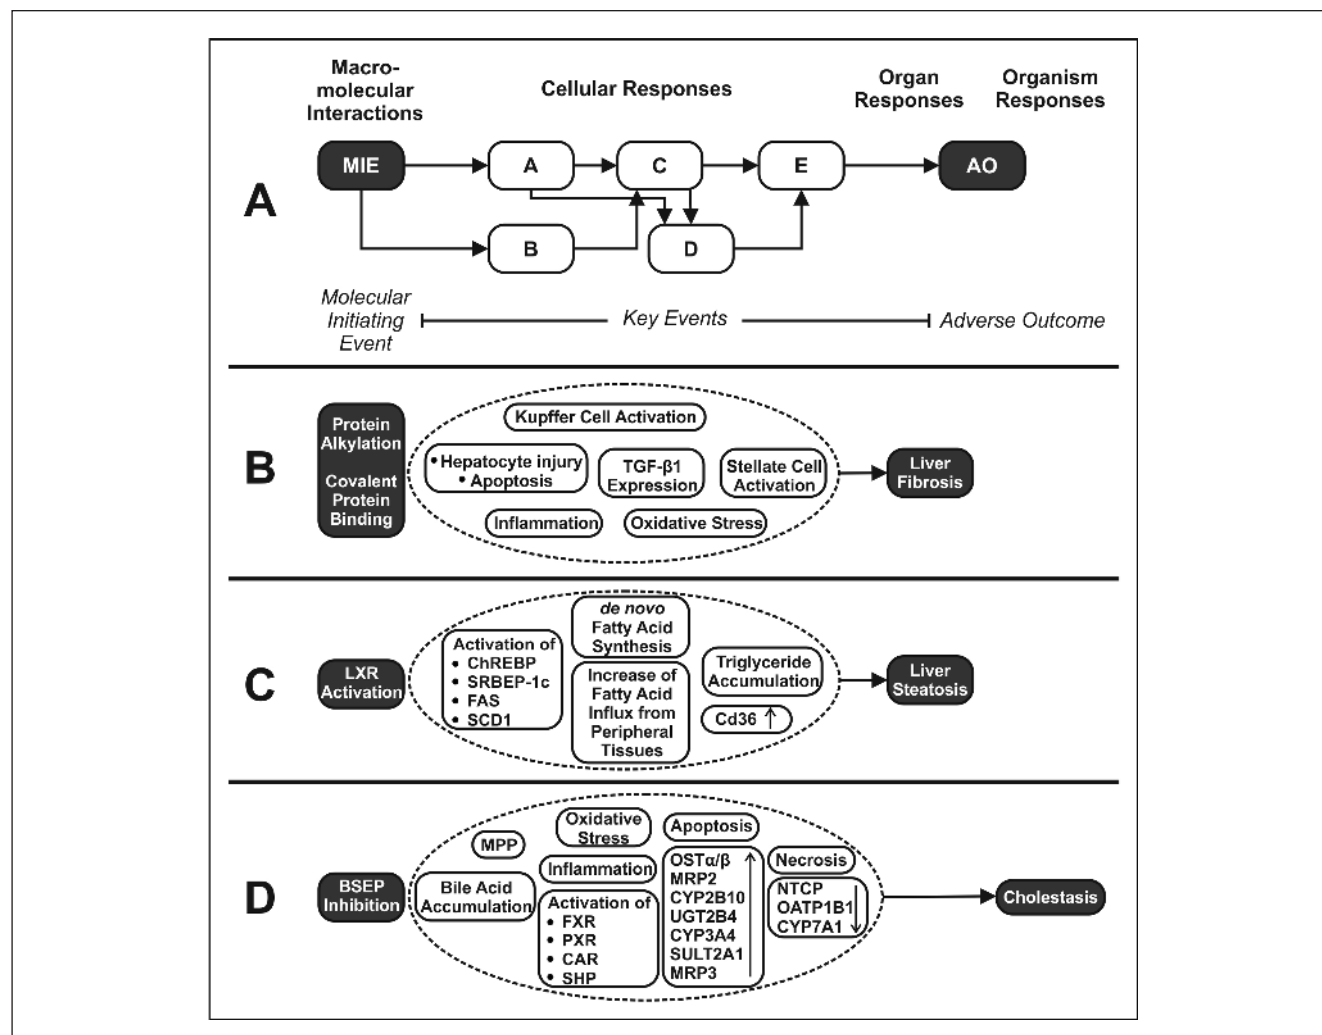 Macro-
molecular
Interactions
Cellular Responses
Organ
Responses
Organism
Responses
A
MIE
A
C
E
AO
B
D
Molecular
Initiating
Event
Key Events
Adverse Outcome
B
Protein
Alkylation
Covalent
Protein
Binding
Kupffer Cell Activation
• Hepatocyte injury
• Apoptosis
TGF-β1
Expression
Stellate Cell
Activation
Inflammation
Oxidative Stress
Liver
Fibrosis
C
LXR
Activation
Activation of
• ChREBP
• SRBEP-1c
• FAS
• SCD1
de novo
Fatty Acid
Synthesis
Increase of
Fatty Acid
Influx from
Peripheral
Tissues
Triglyceride
Accumulation
Cd36 ↑
Liver
Steatosis
D
BSEP
Inhibition
MPP
Bile Acid
Accumulation
Oxidative
Stress
Inflammation
Activation of
• FXR
• PXR
• CAR
• SHP
Apoptosis
OSTα/β
MRP2
CYP2B10
UGT2B4
CYP3A4
SULT2A1
MRP3
Necrosis
NTCP
OATP1B1
CYP7A1
Cholestasis